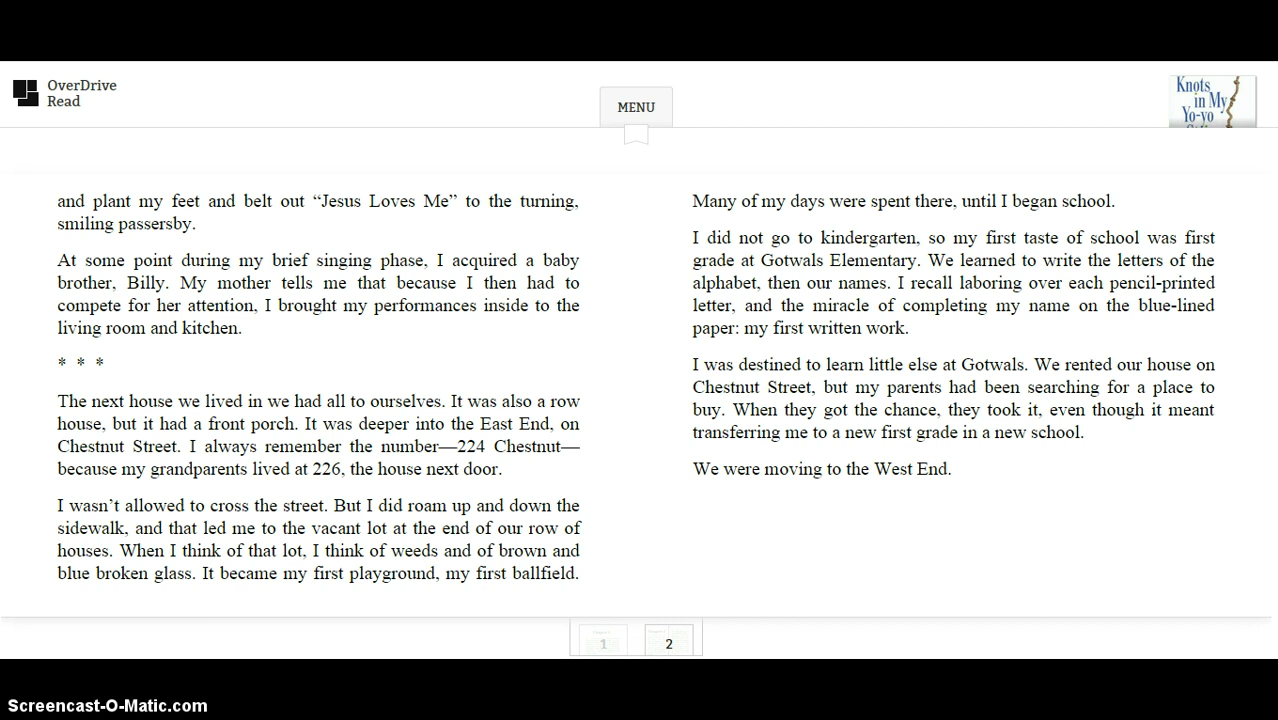 OverDrive
Read
MENU
Knots
in My
Yo-yo
and plant my feet and belt out “Jesus Loves Me” to the turning,
smiling passersby.
At some point during my brief singing phase, I acquired a baby
brother, Billy. My mother tells me that because I then had to
compete for her attention, I brought my performances inside to the
living room and kitchen.
* * *
The next house we lived in we had all to ourselves. It was also a row
house, but it had a front porch. It was deeper into the East End, on
Chestnut Street. I always remember the number—224 Chestnut—
because my grandparents lived at 226, the house next door.
I wasn’t allowed to cross the street. But I did roam up and down the
sidewalk, and that led me to the vacant lot at the end of our row of
houses. When I think of that lot, I think of weeds and of brown and
blue broken glass. It became my first playground, my first ballfield.
Many of my days were spent there, until I began school.
I did not go to kindergarten, so my first taste of school was first
grade at Gotwals Elementary. We learned to write the letters of the
alphabet, then our names. I recall laboring over each pencil-printed
letter, and the miracle of completing my name on the blue-lined
paper: my first written work.
I was destined to learn little else at Gotwals. We rented our house on
Chestnut Street, but my parents had been searching for a place to
buy. When they got the chance, they took it, even though it meant
transferring me to a new first grade in a new school.
We were moving to the West End.
1
2
Screencast-O-Matic.com